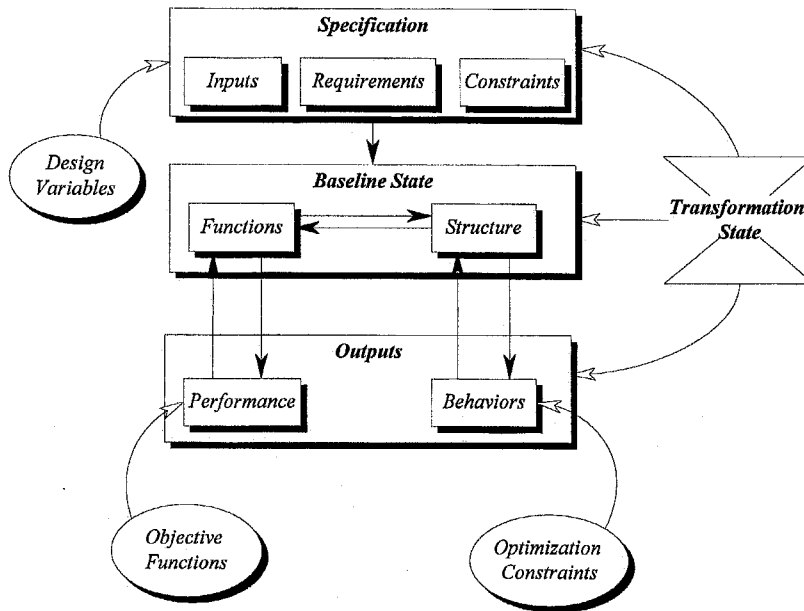 Specification
Inputs
Requirements
Constraints
Design
Variables
Baseline State
Functions
Structure
Transformation
State
Outputs
Performance
Behaviors
Objective
Functions
Optimization
Constraints